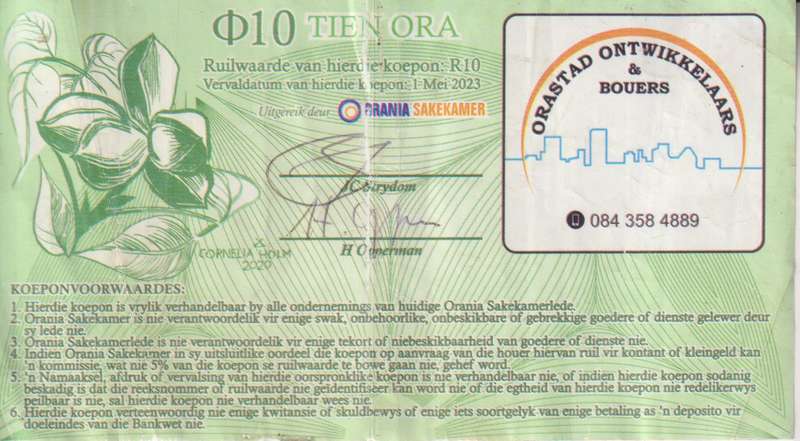 Φ10 TIEN ORA
Ruilwaarde van hierdie koepon: R10
Vervaldatum van hierdie koepon: 1 Mei 2023
Uitgereik deur ORANIA SAKEKAMER
JC Strydom
H Opperman
CORNELIA HOLM
2020
ORASTAD ONTWIKKELAARS
&
BOUERS
084 358 4889
KOEPONVOORWAARDES:
1. Hierdie koepon is vrylik verhandelbaar by alle ondernemings van huidige Orania Sakekamerlede.
2. Orania Sakekamer is nie verantwoordelik vir enige swak, onbehoorlike, onbeskikbare of gebrekkige goedere of dienste gelewer deur
sy lede nie.
3. Orania Sakekamerlede is nie verantwoordelik vir enige tekort of niebeskikbaarheid van goedere of dienste nie.
4. Indien Orania Sakekamer in sy uitsluitlike oordeel die koepon op aanvraag van die houer hiervan ruil vir kontant of kleingeld kan
'n kommissie, wat nie 5% van die koepon se ruilwaarde te bowe gaan nie, gehef word.
5. 'n Namaaksel, afdruk of vervalsing van hierdie oorspronklike koepon is nie verhandelbaar nie, of indien hierdie koepon sodanig
beskadig is dat die reeksnommer of ruilwaarde nie geïdentifiseer kan word nie of die egtheid van hierdie koepon nie redelikerwys
peilbaar is nie, sal hierdie koepon nie verhandelbaar wees nie.
6. Hierdie koepon verteenwoordig nie enige kwitansie of skuldbewys of enige iets soortgelyk van enige betaling as 'n deposito vir
doeleindes van die Bankwet nie.